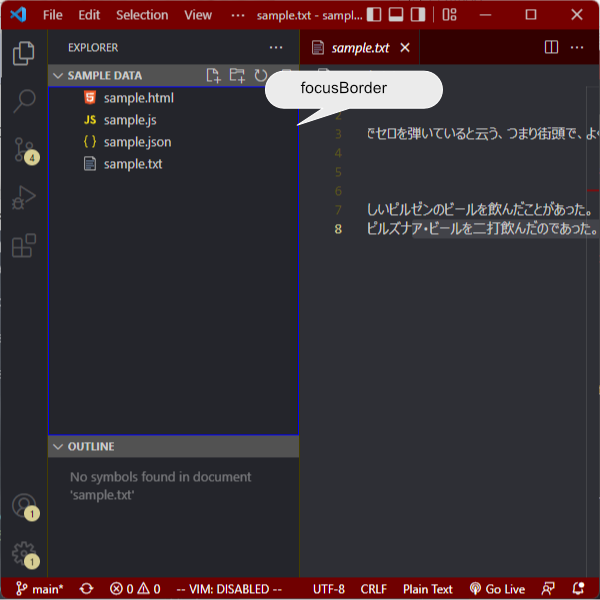 File Edit Selection View ··· sample.txt - sampl...
EXPLORER ···
sample.txt
SAMPLE DATA
focusBorder
sample.html
JS sample.js
{ } sample.json
sample.txt
2
3 でセロを弾いていると云う、つまり街頭で、よく
4
5
6
7 しいピルゼンのビールを飲んだことがあった。
8 ピルズナア・ビールを二打飲んだのであった。
4
OUTLINE
No symbols found in document
'sample.txt'
1
1
main* 0 0 -- VIM: DISABLED -- UTF-8 CRLF Plain Text Go Live